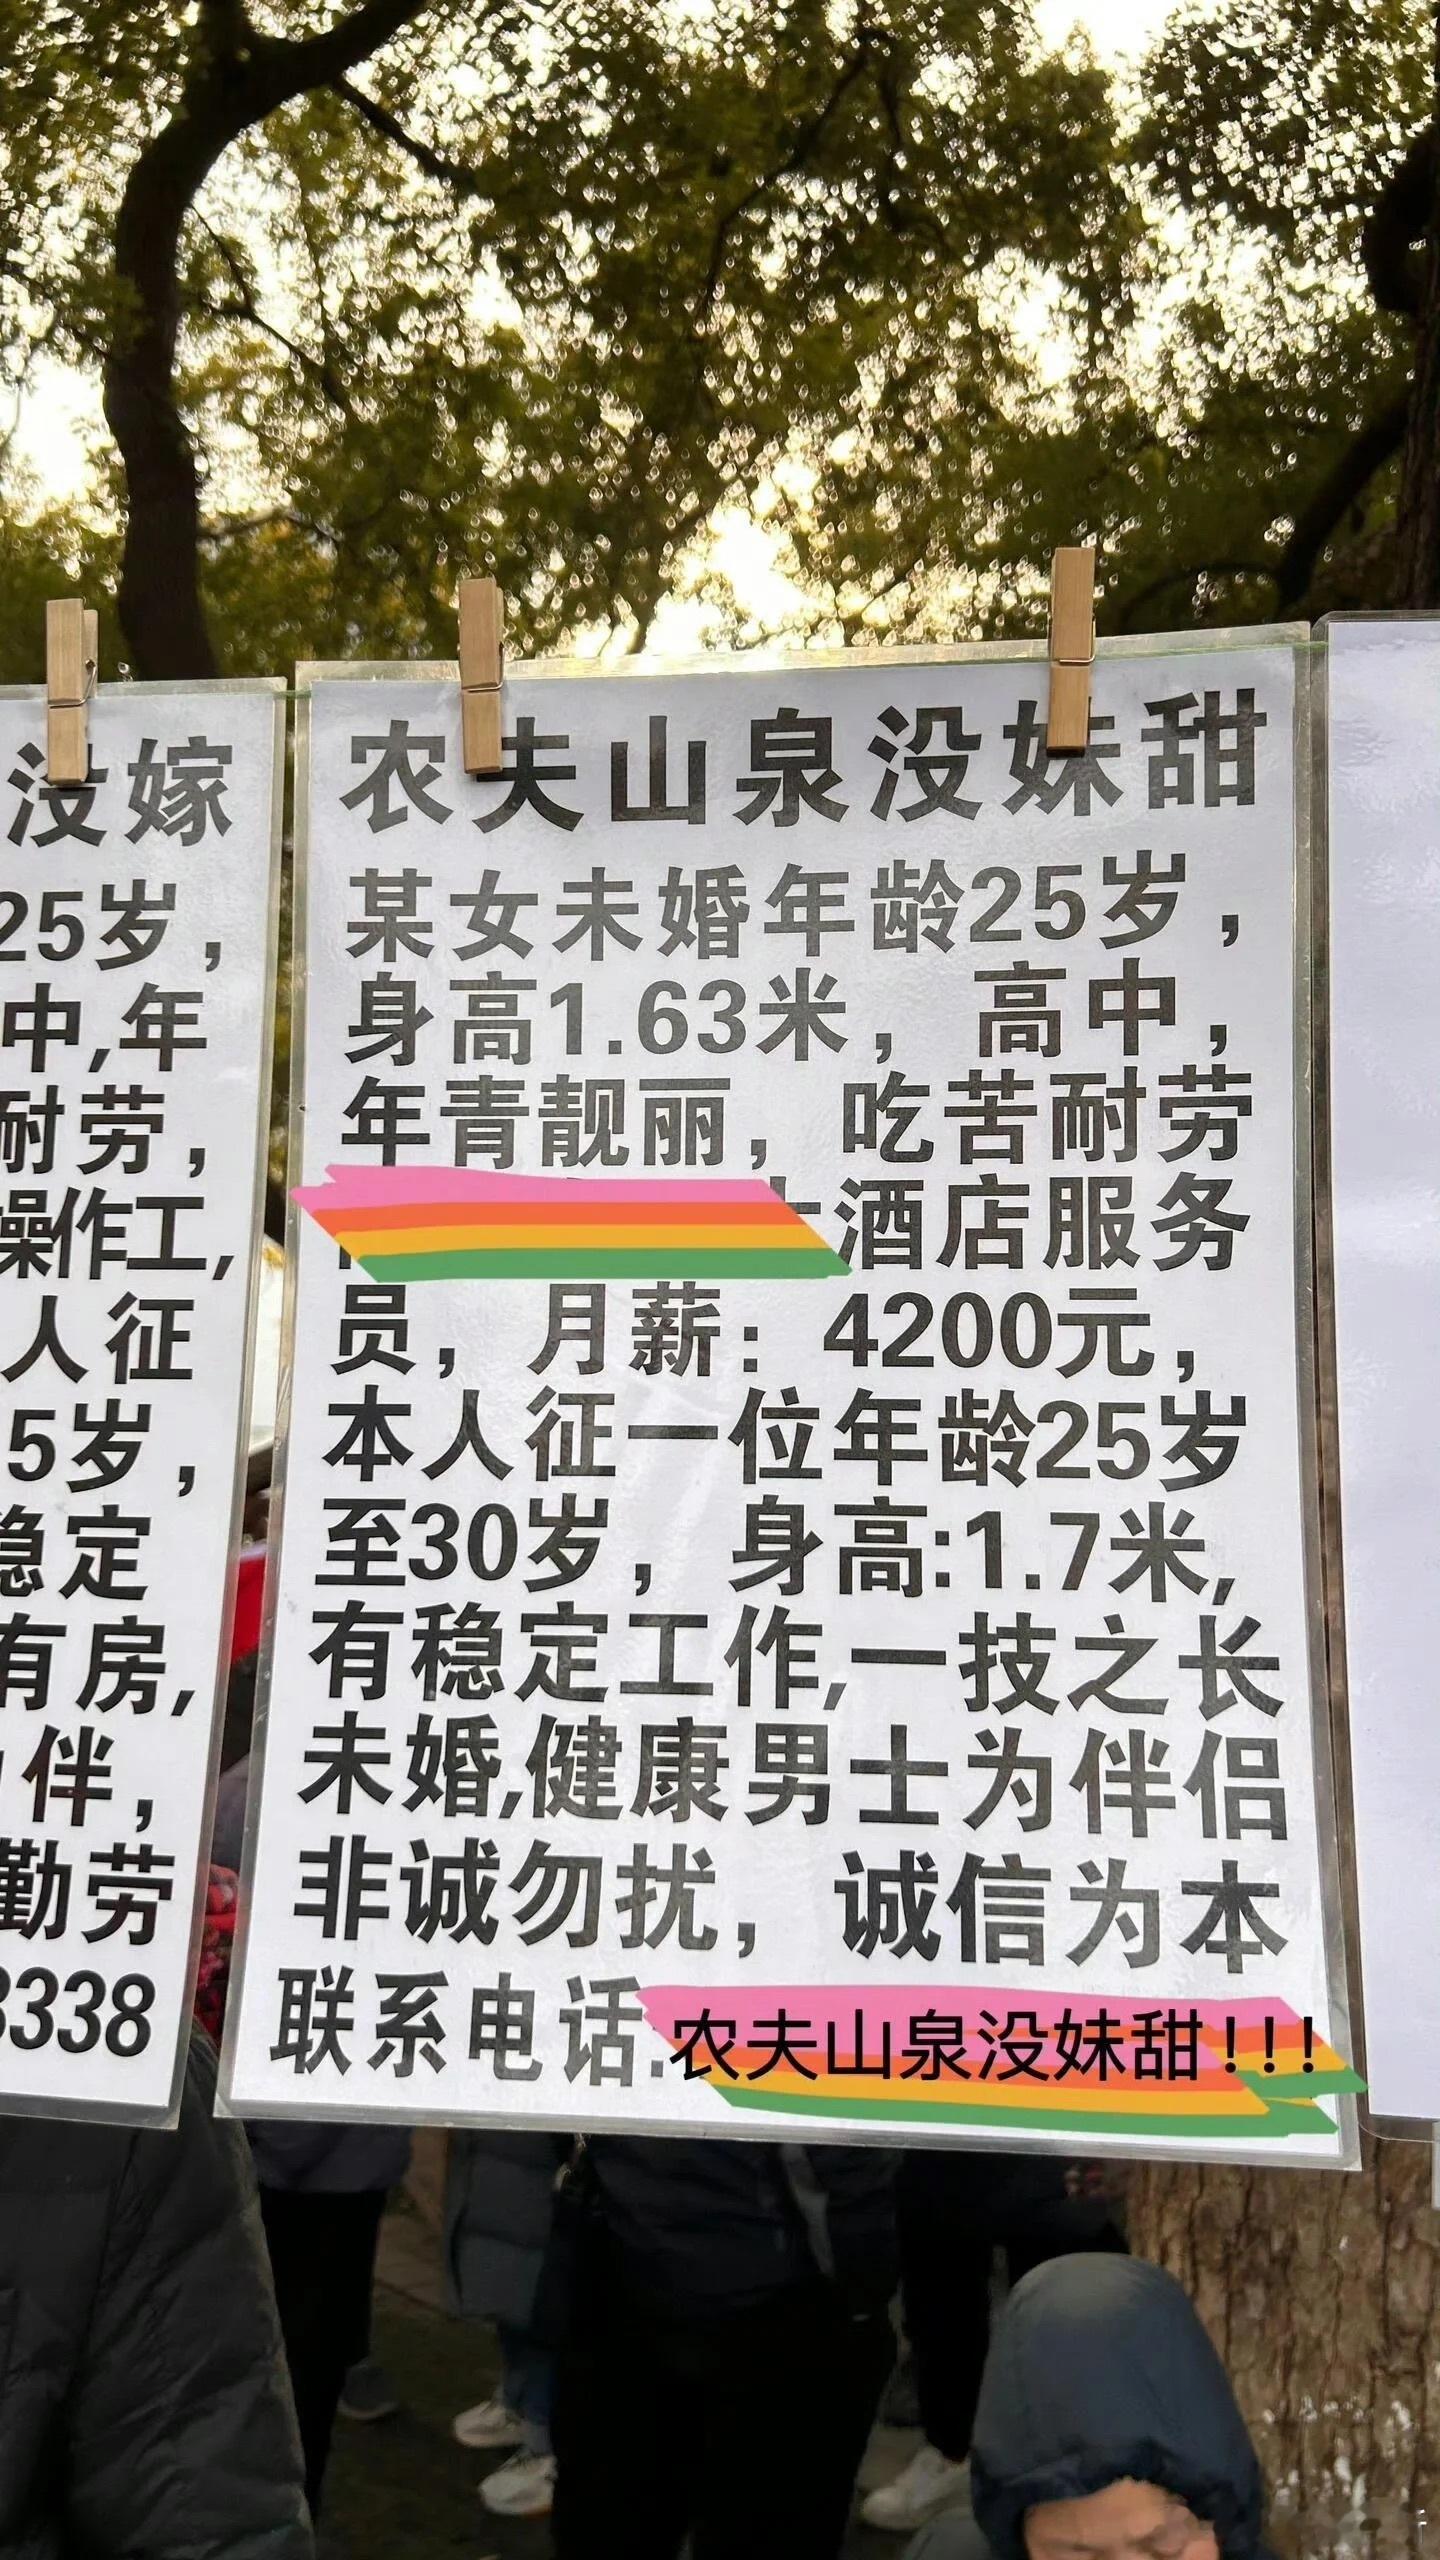 没嫁
25岁，
中,年
耐劳，
操作工,
人征
5岁，
稳定
有房,
伴，
勤劳
3338
农夫山泉没妹甜
某女未婚年龄25岁，
身高1.63米，高中，
年青靓丽，吃苦耐劳
酒店服务
员，月薪：4200元，
本人征一位年龄25岁
至30岁，身高:1.7米,
有稳定工作,一技之长
未婚,健康男士为伴侣
非诚勿扰，诚信为本
联系电话:农夫山泉没妹甜!!!